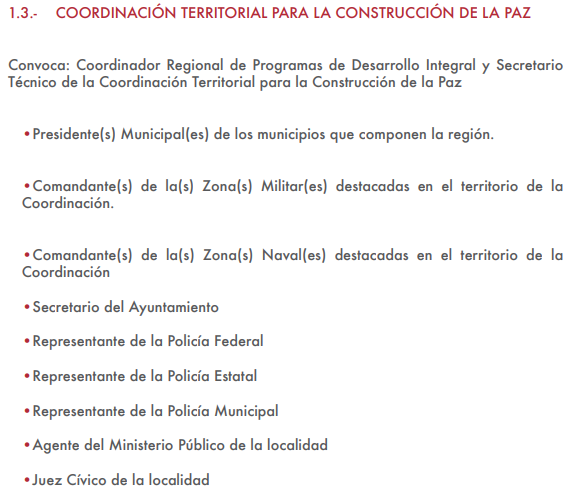 1.3.- COORDINACIÓN TERRITORIAL PARA LA CONSTRUCCIÓN DE LA PAZ
Convoca: Coordinador Regional de Programas de Desarrollo Integral y Secretario
Técnico de la Coordinación Territorial para la Construcción de la Paz
•Presidente(s) Municipal(es) de los municipios que componen la región.
•Comandante(s) de la(s) Zona(s) Militar(es) destacadas en el territorio de la
Coordinación.
•Comandante(s) de la(s) Zona(s) Naval(es) destacadas en el territorio de la
Coordinación
•Secretario del Ayuntamiento
•Representante de la Policía Federal
•Representante de la Policía Estatal
•Representante de la Policía Municipal
•Agente del Ministerio Público de la localidad
•Juez Cívico de la localidad